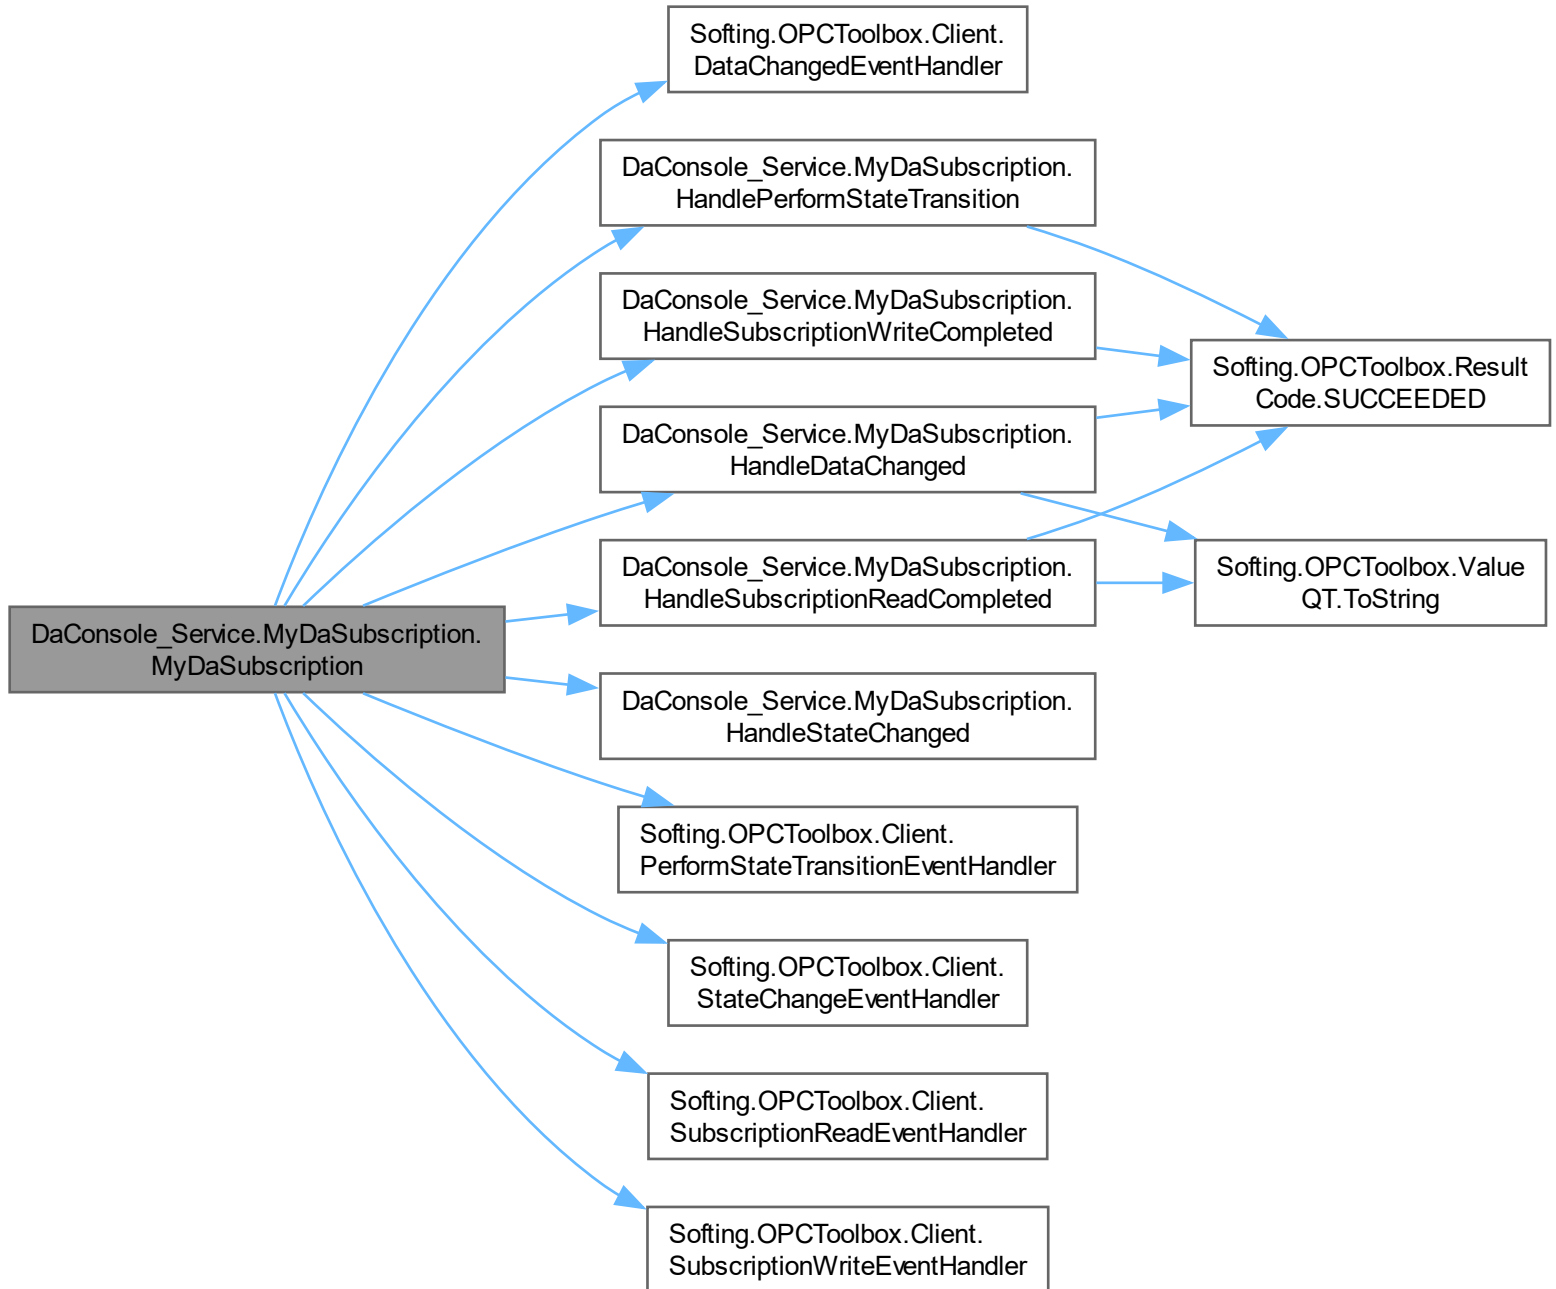 Softing.OPCToolbox.Client.
DataChangedEventHandler
DaConsole_Service.MyDaSubscription.
HandlePerformStateTransition
DaConsole_Service.MyDaSubscription.
HandleSubscriptionWriteCompleted
Softing.OPCToolbox.Result
Code.SUCCEEDED
DaConsole_Service.MyDaSubscription.
HandleDataChanged
DaConsole_Service.MyDaSubscription.
HandleSubscriptionReadCompleted
Softing.OPCToolbox.Value
QT.ToString
DaConsole_Service.MyDaSubscription.
MyDaSubscription
DaConsole_Service.MyDaSubscription.
HandleStateChanged
Softing.OPCToolbox.Client.
PerformStateTransitionEventHandler
Softing.OPCToolbox.Client.
StateChangeEventHandler
Softing.OPCToolbox.Client.
SubscriptionReadEventHandler
Softing.OPCToolbox.Client.
SubscriptionWriteEventHandler